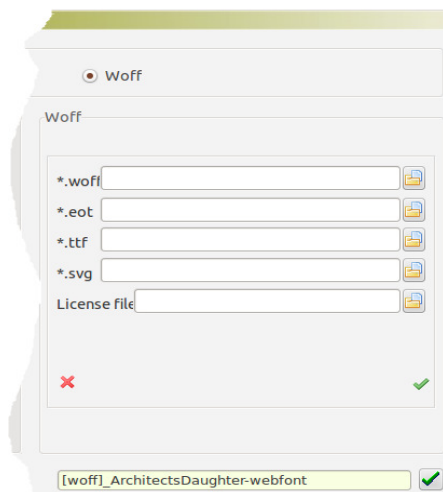 Woff
Woff
*.woff
*.eot
*.ttf
*.svg
License file
[woff]_ArchitectsDaughter-webfont